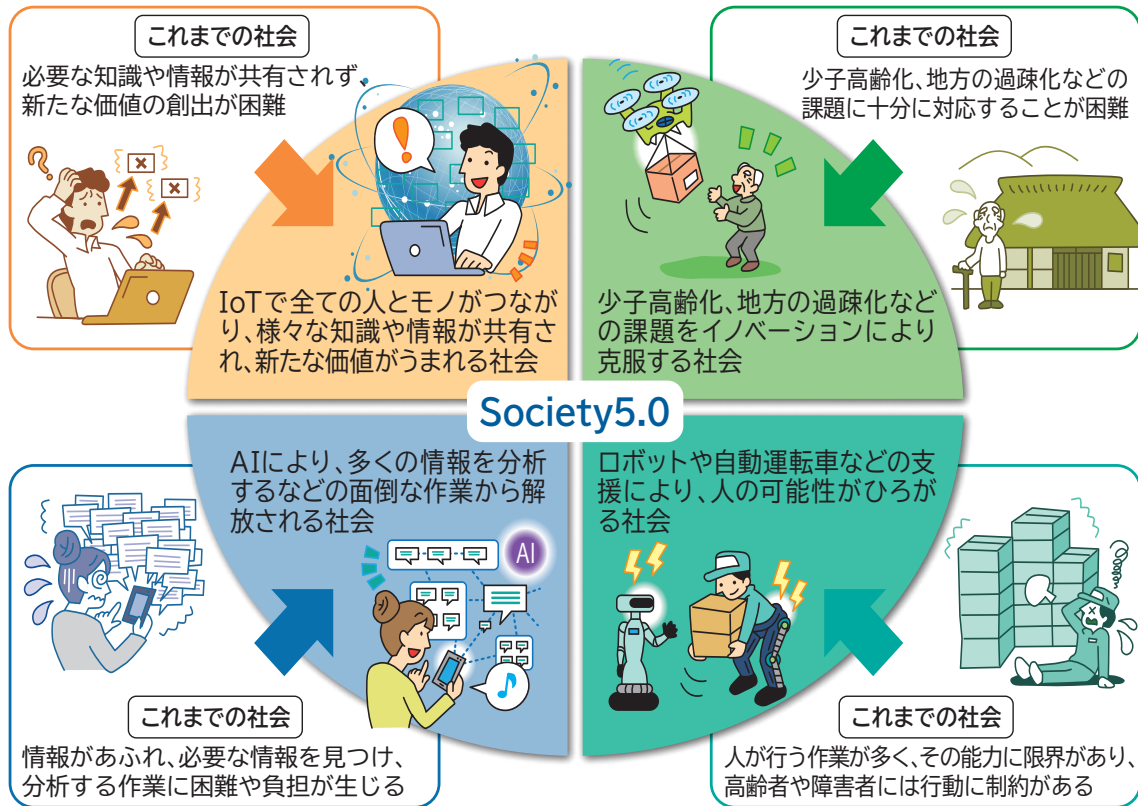 これまでの社会
必要な知識や情報が共有されず、
新たな価値の創出が困難
IoTで全ての人とモノがつなが
り、様々な知識や情報が共有さ
れ、新たな価値がうまれる社会
これまでの社会
少子高齢化、地方の過疎化などの
課題に十分に対応することが困難
少子高齢化、地方の過疎化など
の課題をイノベーションにより
克服する社会
Society5.0
AIにより、多くの情報を分析
するなどの面倒な作業から解
放される社会
AI
これまでの社会
情報があふれ、必要な情報を見つけ、
分析する作業に困難や負担が生じる
ロボットや自動運転車などの支
援により、人の可能性がひろが
る社会
これまでの社会
人が行う作業が多く、その能力に限界があり、
高齢者や障害者には行動に制約がある